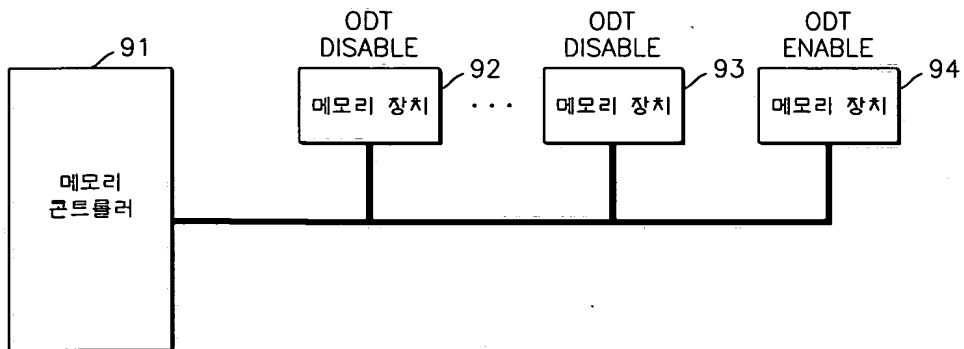 ODT
DISABLE
ODT
DISABLE
ODT
ENABLE
91
92
93
94
메모리 장치
...
메모리 장치
메모리 장치
메모리
콘트롤러